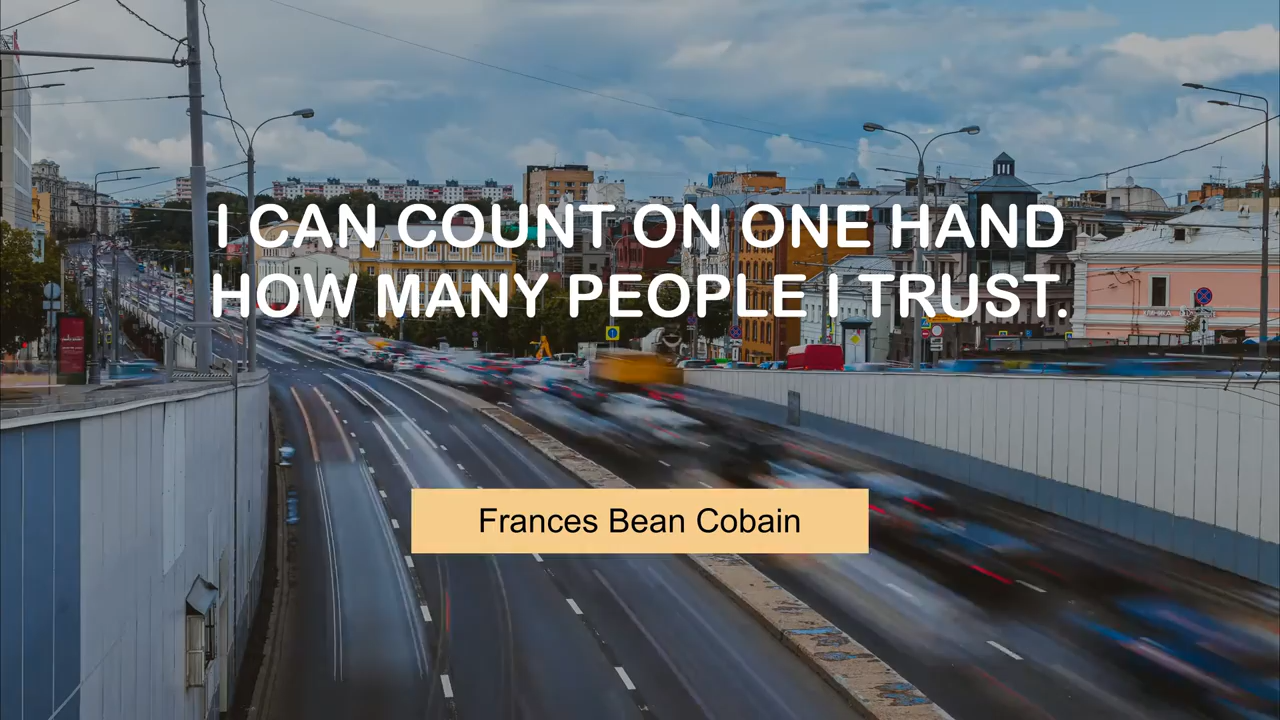 I CAN COUNT ON ONE HAND
HOW MANY PEOPLE I TRUST.
Frances Bean Cobain